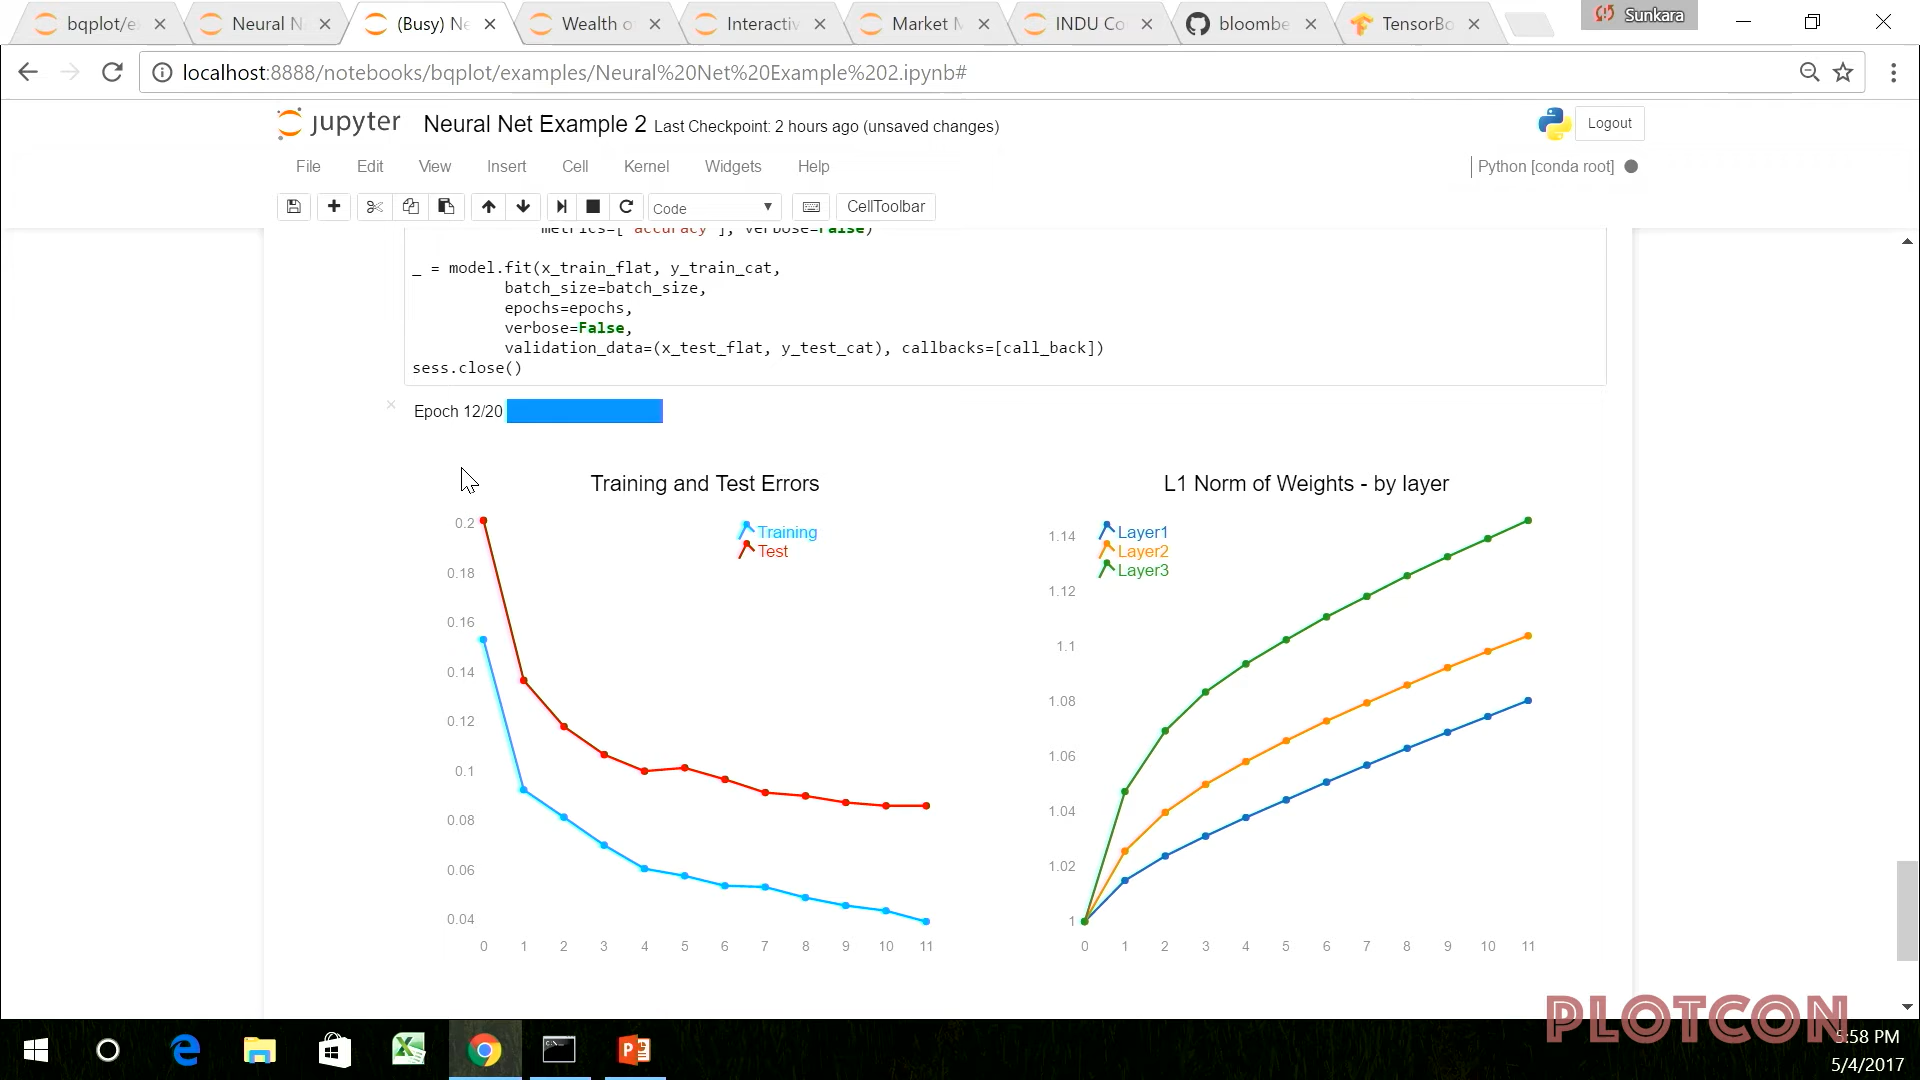 bqplot/e
Neural N
(Busy) Ne
Wealth o
Interactiv
Market M
INDU Co
bloombe
TensorBo
Sunkara
localhost:8888/notebooks/bqplot/examples/Neural%20Net%20Example%202.ipynb#
jupyter Neural Net Example 2 Last Checkpoint: 2 hours ago (unsaved changes)
Logout
File Edit View Insert Cell Kernel Widgets Help
Python [conda root]
Code
CellToolbar
metrics=['accuracy'], verbose=False)
_ = model.fit(x_train_flat, y_train_cat,
batch_size=batch_size,
epochs=epochs,
verbose=False,
validation_data=(x_test_flat, y_test_cat), callbacks=[call_back])
sess.close()
Epoch 12/20
Training and Test Errors
Training
Test
0.2
0.18
0.16
0.14
0.12
0.1
0.08
0.06
0.04
0 1 2 3 4 5 6 7 8 9 10 11
L1 Norm of Weights - by layer
Layer1
Layer2
Layer3
1.14
1.12
1.1
1.08
1.06
1.04
1.02
1
0 1 2 3 4 5 6 7 8 9 10 11
PLOTCON
5:58 PM
5/4/2017